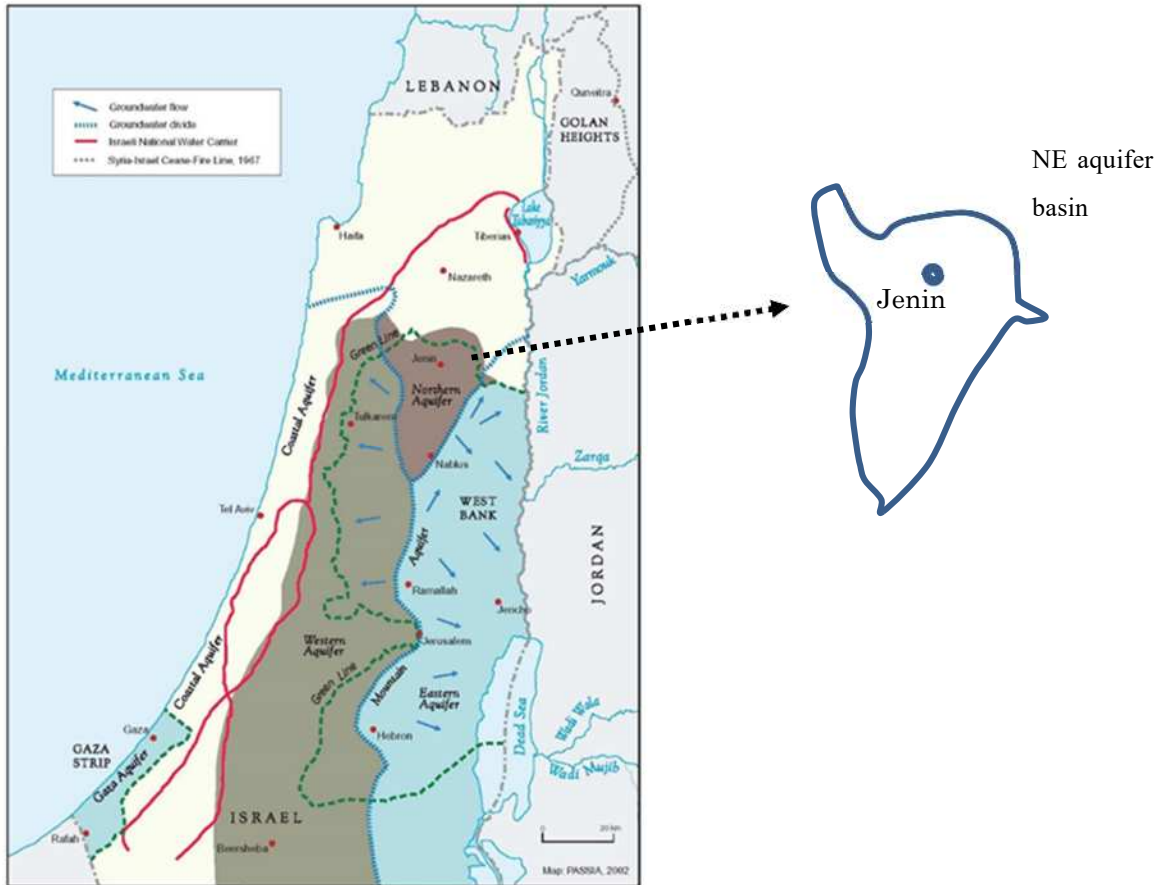 LEBANON
Qunveitra
GOLAN
HEIGHTS
Groundwater flow
Groundwater divide
Israeli National Water Carrier
Syria-Israel Cease-Fire Line, 1967
Haifa
Lake
Tiberias
Nazareth
Yarmouk
Mediterranean Sea
Green Line
Jenin
Northern
Aquifer
Coastal Aquifer
Tulkarem
Nablus
River Jordan
Zarqa
Tel Aviv
WEST
BANK
Aquifer
Ramallah
Jericho
JORDAN
Western
Aquifer
Jerusalem
Green Line
Mountain
Eastern
Aquifer
Hebron
Dead Sea
Wadi Wala
Wadi Mujib
Coastal Aquifer
Gaza
GAZA
STRIP
Gaza Aquifer
Rafah
ISRAEL
Beersheba
0 20 km
Map: PASSIA, 2002
NE aquifer
basin
Jenin